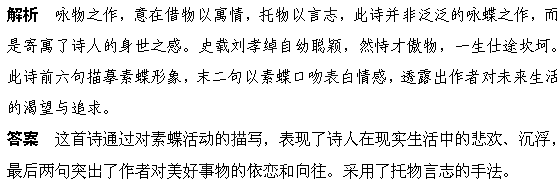 解析　咏物之作，意在借物以寓情，托物以言志，此诗并非泛泛的咏蝶之作，而
是寄寓了诗人的身世之感。史载刘孝绰自幼聪颖，然恃才傲物，一生仕途坎坷。
此诗前六句描摹素蝶形象，末二句以素蝶口吻表白情感，透露出作者对未来生活
的渴望与追求。
答案　这首诗通过对素蝶活动的描写，表现了诗人在现实生活中的悲欢、沉浮，
最后两句突出了作者对美好事物的依恋和向往。采用了托物言志的手法。